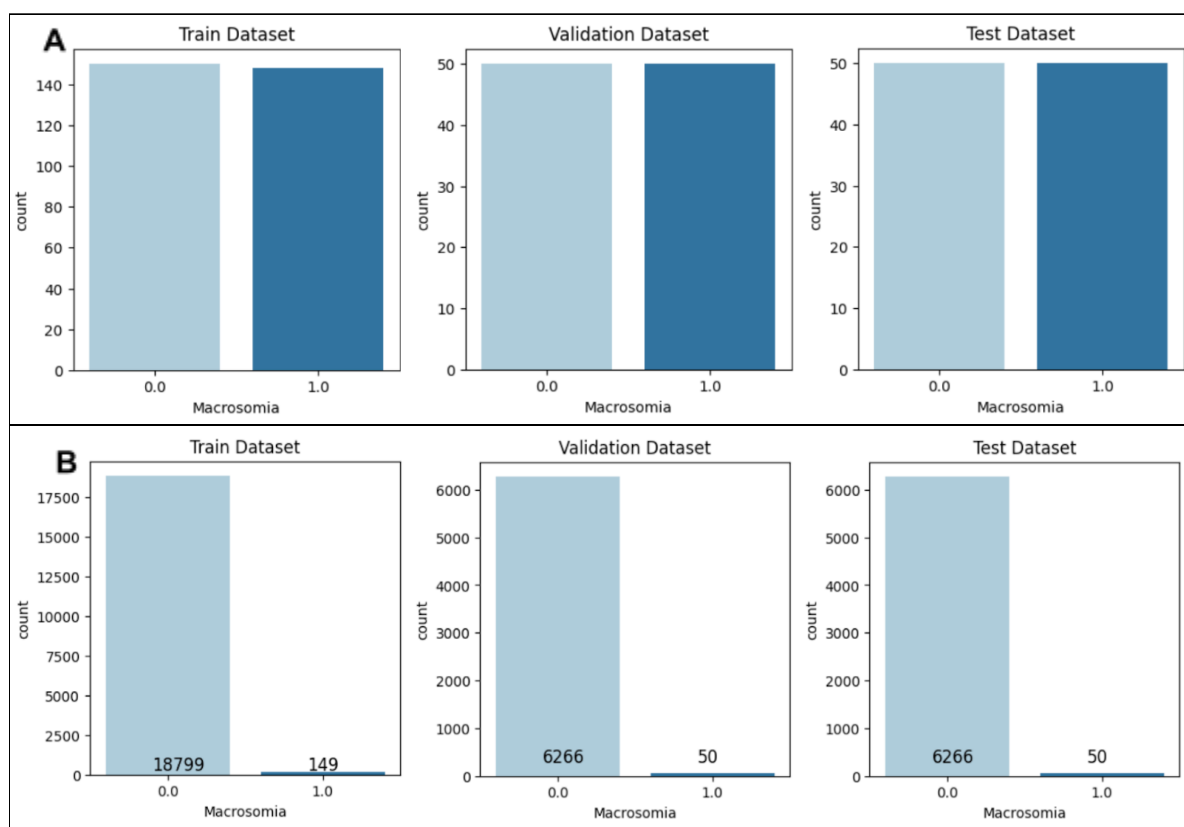 A
Train Dataset
140
120
100
80
60
40
20
0
count
0.0 1.0
Macrosomia
Validation Dataset
50
40
30
20
10
0
count
0.0 1.0
Macrosomia
Test Dataset
50
40
30
20
10
0
count
0.0 1.0
Macrosomia
B
Train Dataset
17500
15000
12500
10000
7500
5000
2500
0
count
18799 149
0.0 1.0
Macrosomia
Validation Dataset
6000
5000
4000
3000
2000
1000
0
count
6266 50
0.0 1.0
Macrosomia
Test Dataset
6000
5000
4000
3000
2000
1000
0
count
6266 50
0.0 1.0
Macrosomia